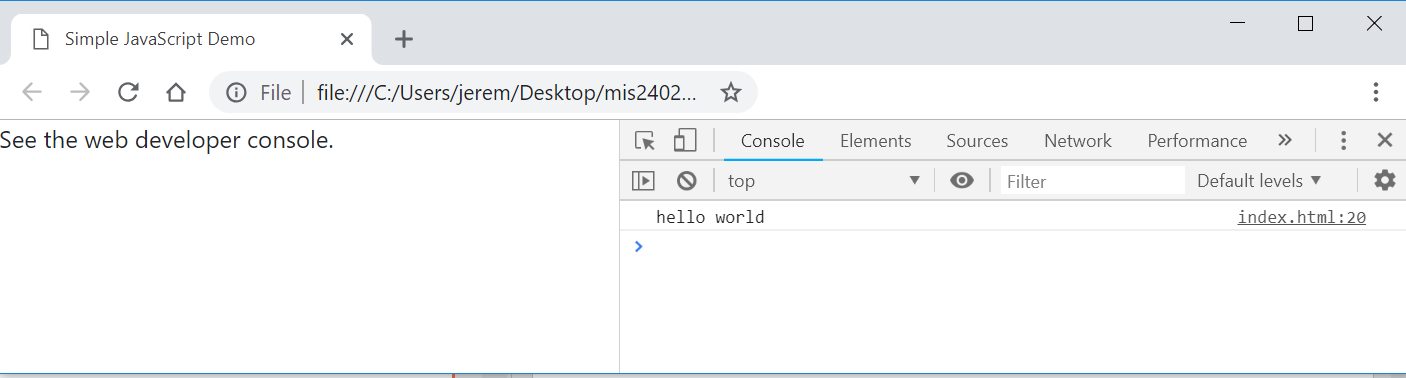 Simple JavaScript Demo
File file:///C:/Users/jerem/Desktop/mis2402...
See the web developer console.
Console Elements Sources Network Performance
top Filter Default levels
hello world index.html:20